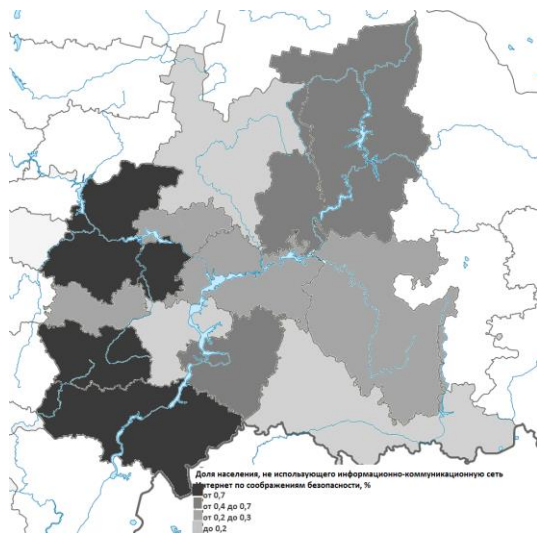 Доля населения, не использующего информационно-коммуникационную сеть
Интернет по соображениям безопасности, %
от 0,7
от 0,4 до 0,7
от 0,2 до 0,3
до 0,2